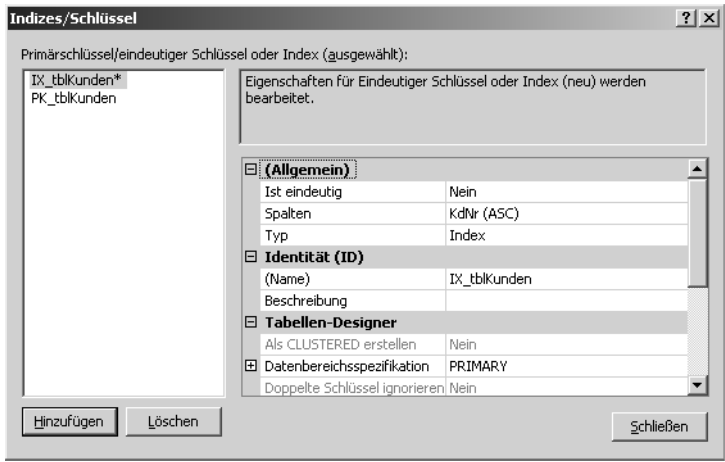 Indizes/Schlüssel
Primärschlüssel/eindeutiger Schlüssel oder Index (ausgewählt):
IX_tblKunden*
PK_tblKunden
Eigenschaften für Eindeutiger Schlüssel oder Index (neu) werden
bearbeitet.
(Allgemein)
Ist eindeutig Nein
Spalten KdNr (ASC)
Typ Index
Identität (ID)
(Name) IX_tblKunden
Beschreibung
Tabellen-Designer
Als CLUSTERED erstellen Nein
Datenbereichsspezifikation PRIMARY
Doppelte Schlüssel ignorieren Nein
Hinzufügen Löschen
Schließen